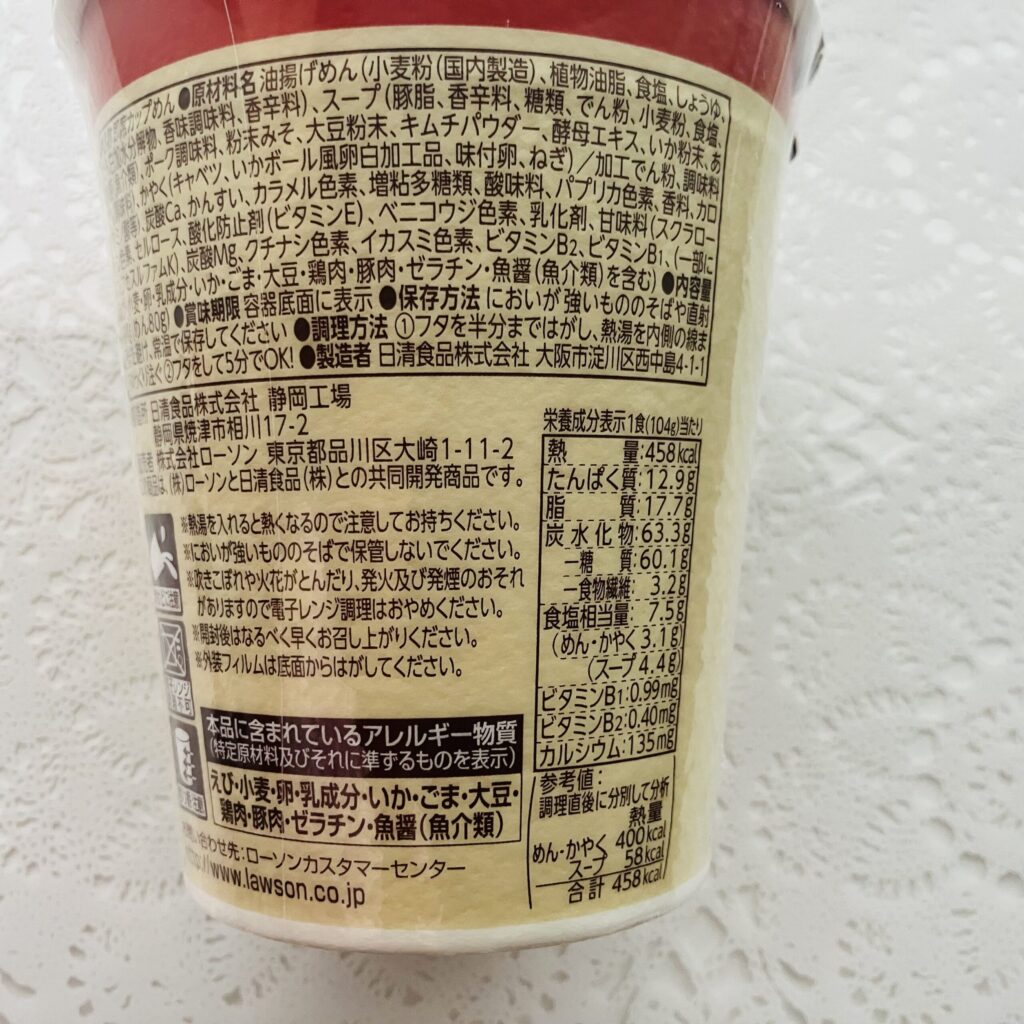 カップめん ●原材料名 油揚げめん(小麦粉(国内製造)、植物油脂、食塩、しょうゆ、
水分解物、香味調味料、香辛料)、スープ(豚脂、香辛料、糖類、でん粉、小麦粉、食塩、
魚介類)、ポーク調味料、粉末みそ、大豆粉末、キムチパウダー、酵母エキス、いか粉末、あ
かやく(キャベツ、いかボール風卵白加工品、味付卵、ねぎ)/加工でん粉、調味料
等)、炭酸Ca、かんすい、カラメル色素、増粘多糖類、酸味料、パプリカ色素、香料、カロ
素、セルロース、酸化防止剤(ビタミンE)、ベニコウジ色素、乳化剤、甘味料(スクラロー
スルファムK)、炭酸Mg、クチナシ色素、イカスミ色素、ビタミンB2、ビタミンB1、(一部に
小麦・卵・乳成分・いか・ごま・大豆・鶏肉・豚肉・ゼラチン・魚醤(魚介類)を含む) ●内容量
めん80g) ●賞味期限 容器底面に表示 ●保存方法 においが強いもののそばや直射
避け、常温で保存してください ●調理方法 ①フタを半分まではがし、熱湯を内側の線ま
くり注ぐ ②フタをして5分でOK! ●製造者 日清食品株式会社 大阪市淀川区西中島4-1-1
日清食品株式会社 静岡工場
静岡県焼津市相川17-2
株式会社ローソン 東京都品川区大崎1-11-2
商品は、(株)ローソンと日清食品(株)との共同開発商品です。
※熱湯を入れると熱くなるので注意してお持ちください。
※においが強いもののそばで保管しないでください。
※吹きこぼれや火花がとんだり、発火及び発煙のおそれ
がありますので電子レンジ調理はおやめください。
※開封後はなるべく早くお召し上がりください。
※外装フィルムは底面からはがしてください。
本品に含まれているアレルギー物質
(特定原材料及びそれに準ずるものを表示)
えび・小麦・卵・乳成分・いか・ごま・大豆・
鶏肉・豚肉・ゼラチン・魚醤(魚介類)
い合わせ先:ローソンカスタマーセンター
http://www.lawson.co.jp
栄養成分表示 1食(104g)当たり
熱量:458kcal
たんぱく質:12.9g
脂質:17.7g
炭水化物:63.3g
―糖質:60.1g
―食物繊維:3.2g
食塩相当量:7.5g
(めん・かやく 3.1g)
(スープ 4.4g)
ビタミンB1:0.99mg
ビタミンB2:0.40mg
カルシウム:135mg
参考値:
調理直後に分別して分析
熱量
めん・かやく 400kcal
スープ 58kcal
合計 458kcal